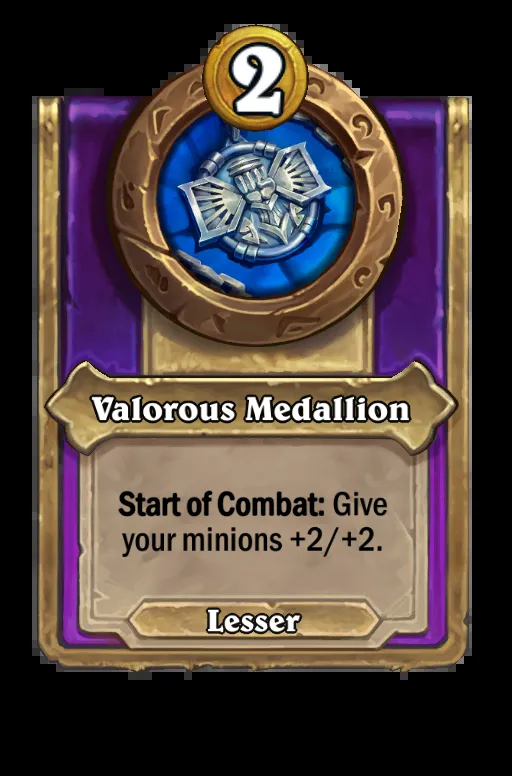 2
Valorous Medallion
Start of Combat: Give
your minions +2/+2.
Lesser